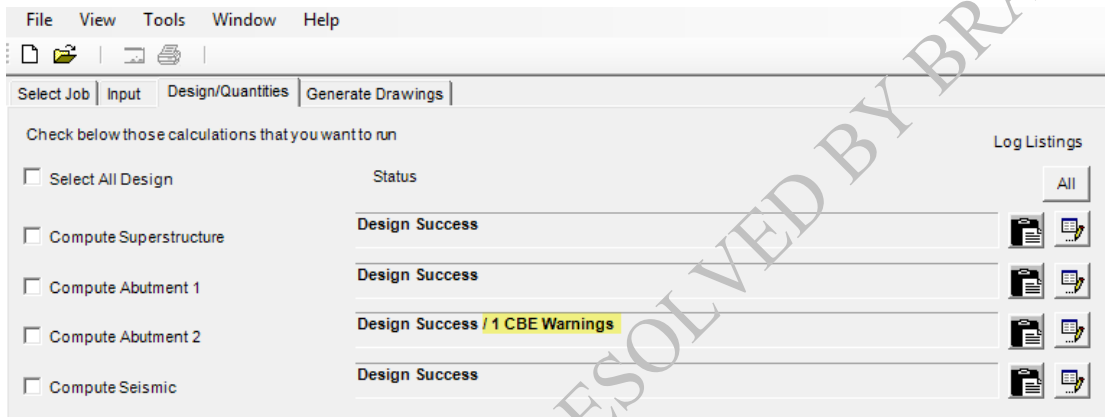 File View Tools Window Help
Select Job Input Design/Quantities Generate Drawings
Check below those calculations that you want to run
Log Listings
Select All Design Status All
Compute Superstructure Design Success
Compute Abutment 1 Design Success
Compute Abutment 2 Design Success / 1 CBE Warnings
Compute Seismic Design Success
ESOLVED BY BRA